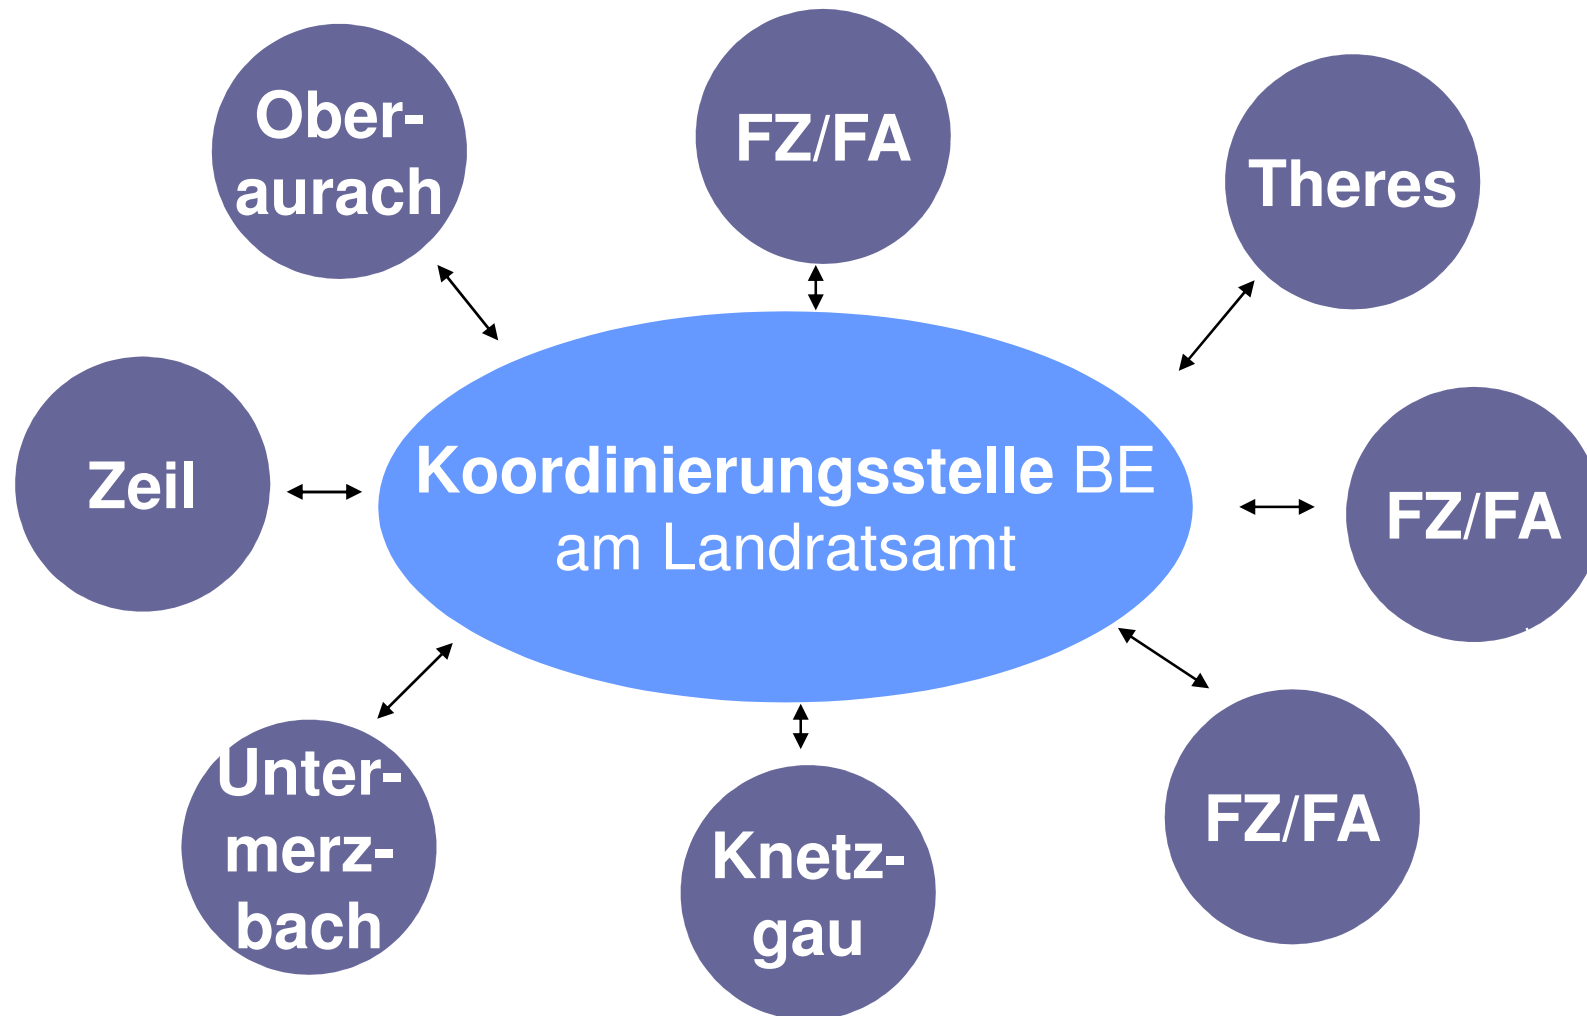 Ober-
aurach
FZ/FA
Theres
Zeil
Koordinierungsstelle BE
am Landratsamt
FZ/FA
Unter-
merz-
bach
Knetz-
gau
FZ/FA